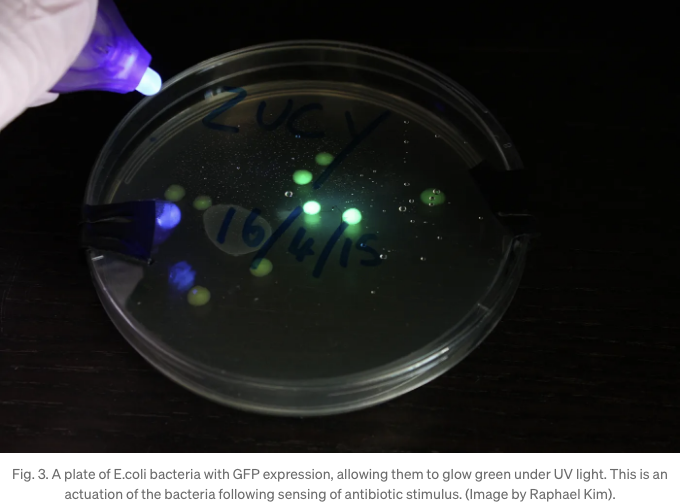 ZUCY
16/4/15
Fig. 3. A plate of E.coli bacteria with GFP expression, allowing them to glow green under UV light. This is an
actuation of the bacteria following sensing of antibiotic stimulus. (Image by Raphael Kim).